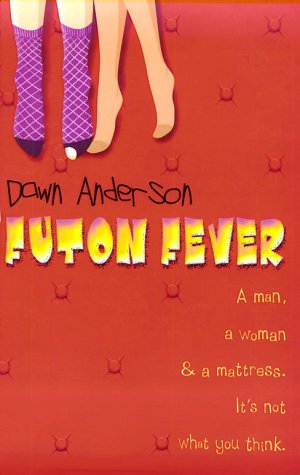 Dawn Anderson
FUTON FEVER
A man,
a woman
& a mattress.
It's not
what you think.